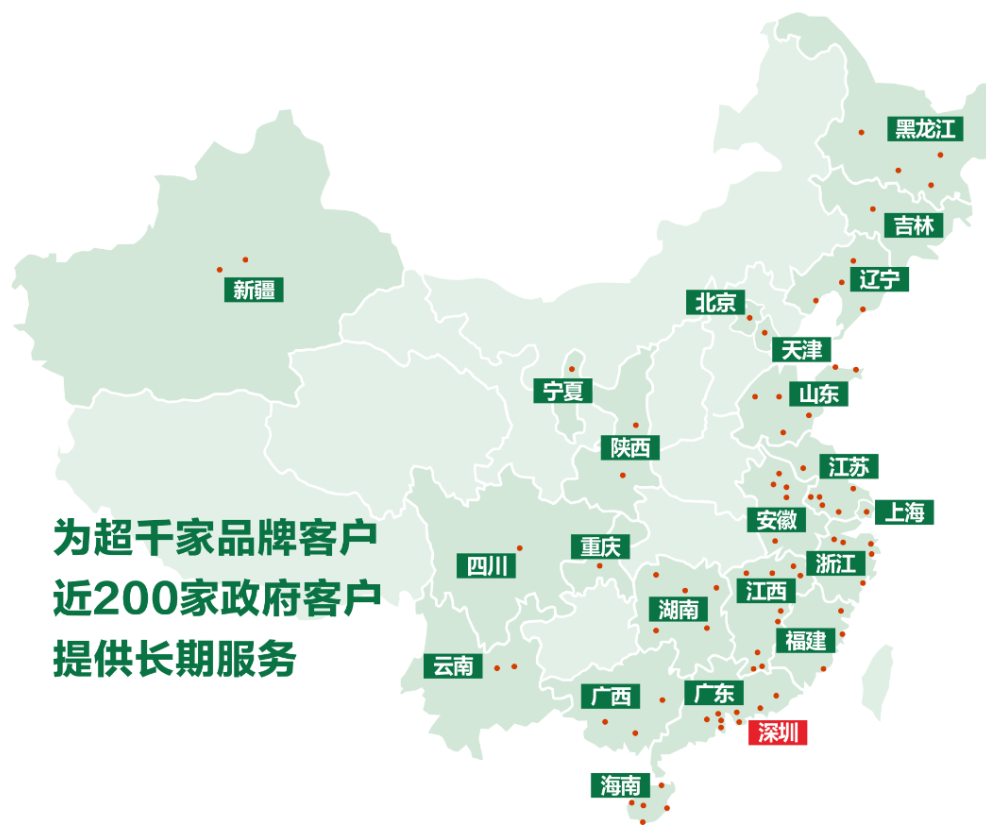 黑龙江
吉林
辽宁
新疆
北京
天津
宁夏
山东
陕西
江苏
上海
安徽
为超千家品牌客户
近200家政府客户
提供长期服务
重庆
四川
浙江
江西
湖南
福建
云南
广西
广东
深圳
海南